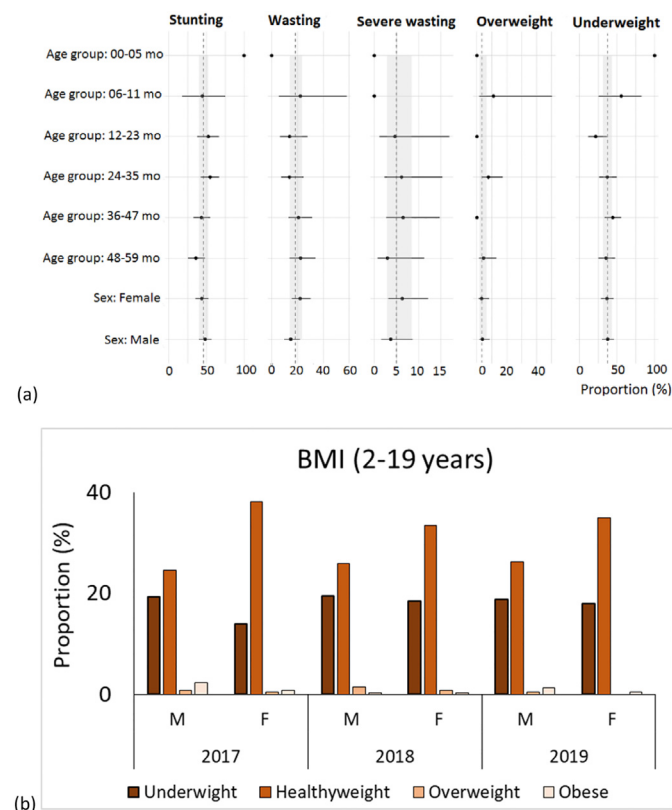 Stunting Wasting Severe wasting Overweight Underweight
Age group: 00-05 mo
Age group: 06-11 mo
Age group: 12-23 mo
Age group: 24-35 mo
Age group: 36-47 mo
Age group: 48-59 mo
Sex: Female
Sex: Male
0 50 100 0 20 40 60 0 5 10 15 0 20 40 0 50 100
Proportion (%)
(a)
BMI (2-19 years)
Proportion (%)
40
20
0
M F M F M F
2017 2018 2019
Underwight Healthyweight Overweight Obese
(b)